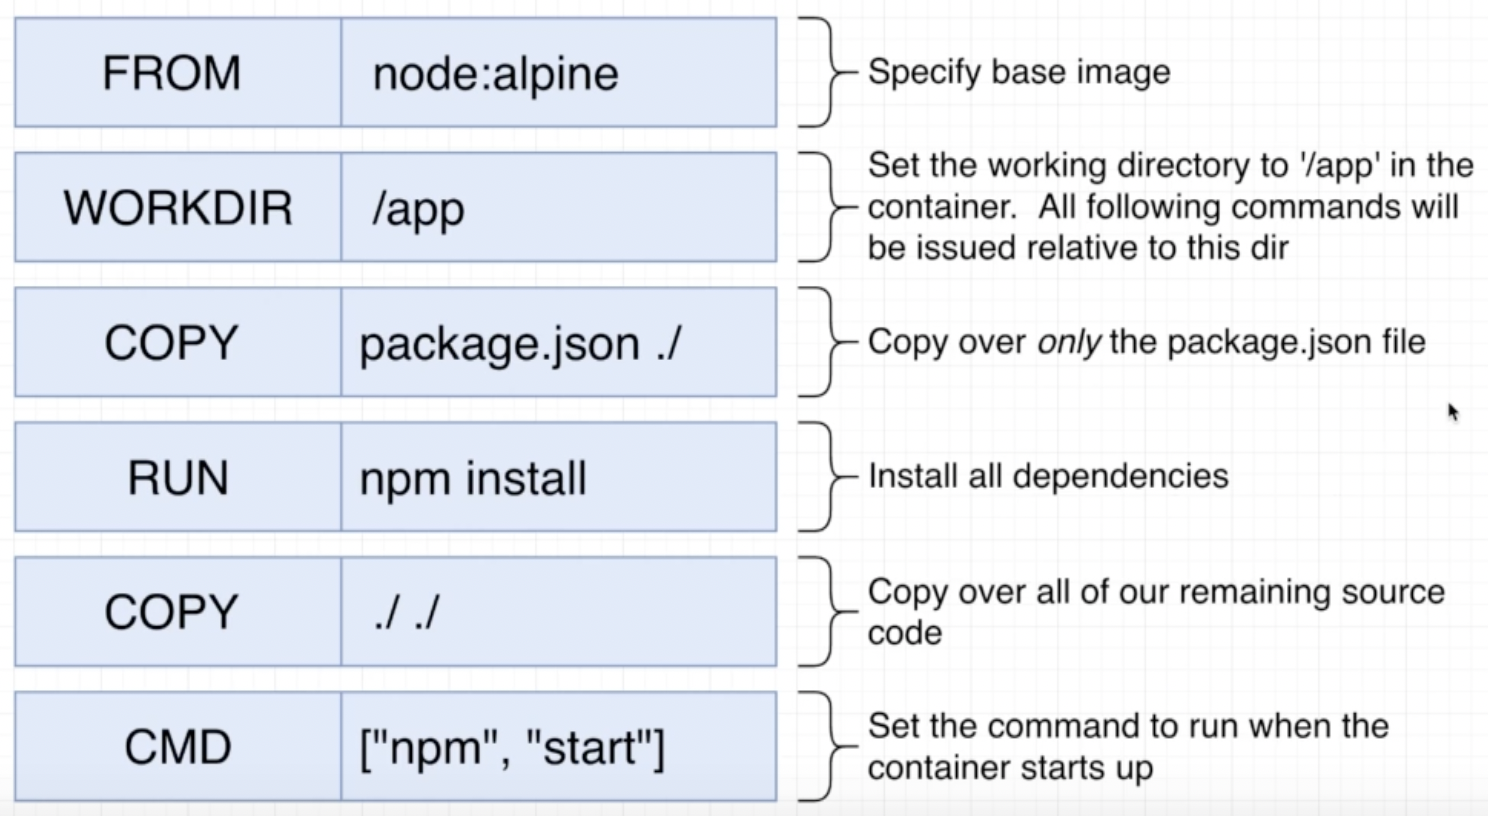 FROM node:alpine
Specify base image
WORKDIR /app
Set the working directory to '/app' in the
container.  All following commands will
be issued relative to this dir
COPY package.json ./
Copy over only the package.json file
RUN npm install
Install all dependencies
COPY ./ ./
Copy over all of our remaining source
code
CMD ["npm", "start"]
Set the command to run when the
container starts up